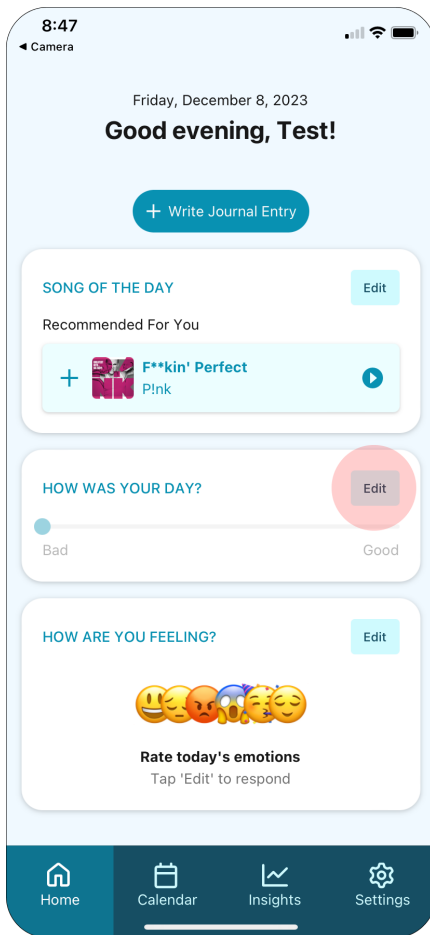 8:47
◀ Camera
Friday, December 8, 2023
Good evening, Test!
+ Write Journal Entry
SONG OF THE DAY
Edit
Recommended For You
F**kin' Perfect
P!nk
HOW WAS YOUR DAY?
Edit
Bad
Good
HOW ARE YOU FEELING?
Edit
Rate today's emotions
Tap 'Edit' to respond
Home
Calendar
Insights
Settings